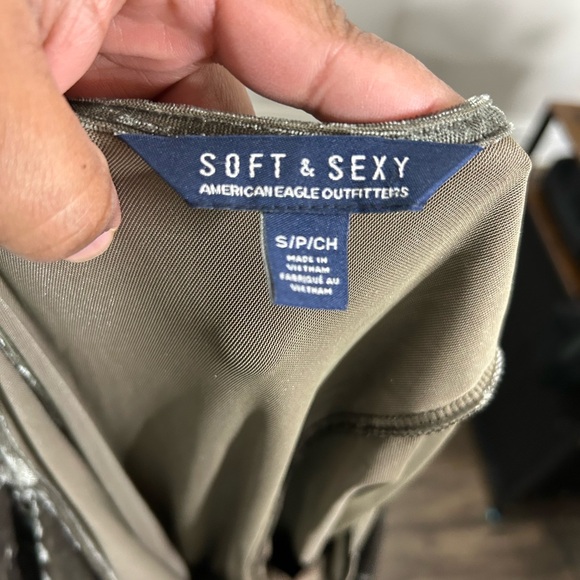 SOFT & SEXY
AMERICAN EAGLE OUTFITTERS
S/P/CH
MADE IN
VIETNAM
FABRIQUÉ AU
VIETNAM